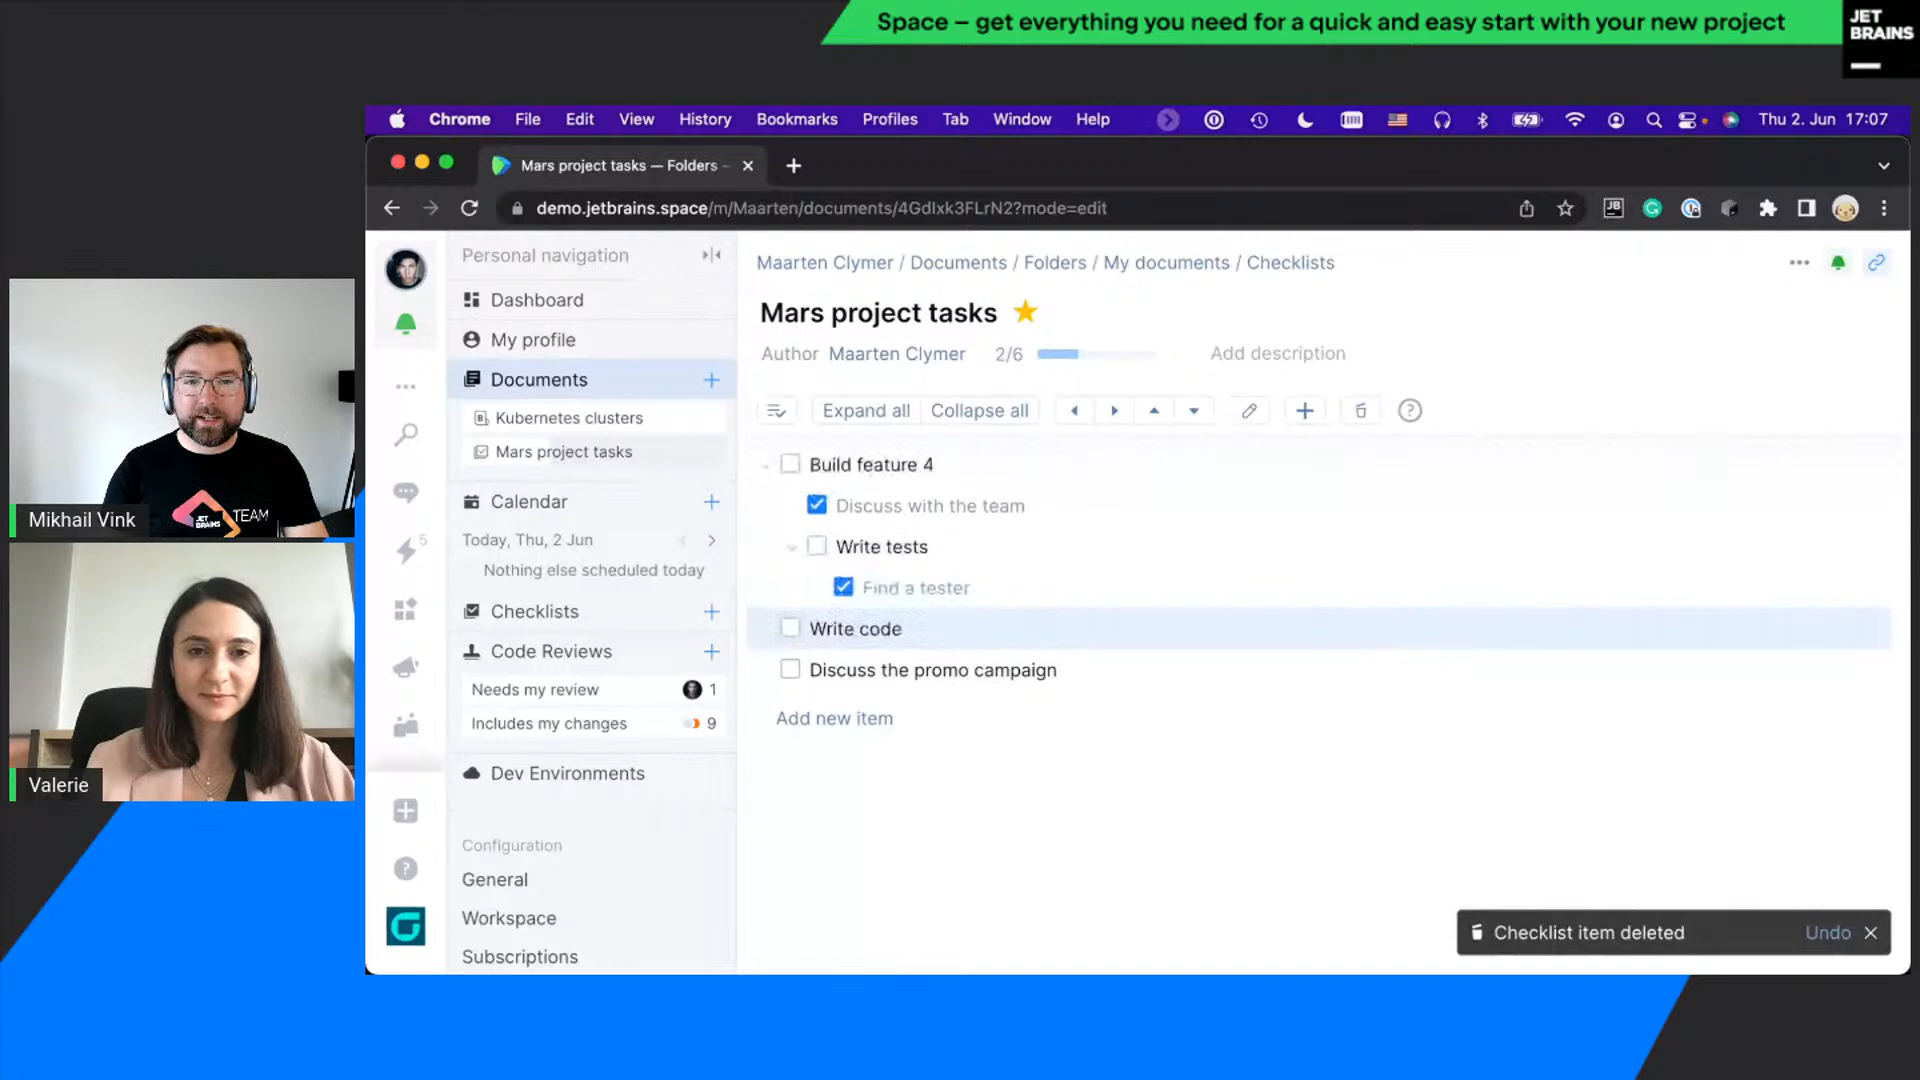 Space – get everything you need for a quick and easy start with your new project
JET
BRAINS
Chrome File Edit View History Bookmarks Profiles Tab Window Help Thu 2. Jun 17:07
Mars project tasks — Folders -
demo.jetbrains.space/m/Maarten/documents/4GdIxk3FLrN2?mode=edit
JB
Personal navigation
Dashboard
My profile
Documents
Kubernetes clusters
Mars project tasks
Calendar
Today, Thu, 2 Jun
Nothing else scheduled today
Checklists
Code Reviews
Needs my review 1
Includes my changes 9
Dev Environments
Configuration
General
Workspace
Subscriptions
5
Maarten Clymer / Documents / Folders / My documents / Checklists
Mars project tasks
Author Maarten Clymer 2/6 Add description
Expand all Collapse all
Build feature 4
Discuss with the team
Write tests
Find a tester
Write code
Discuss the promo campaign
Add new item
Checklist item deleted Undo
JET
BRAINS TEAM
Mikhail Vink
Valerie